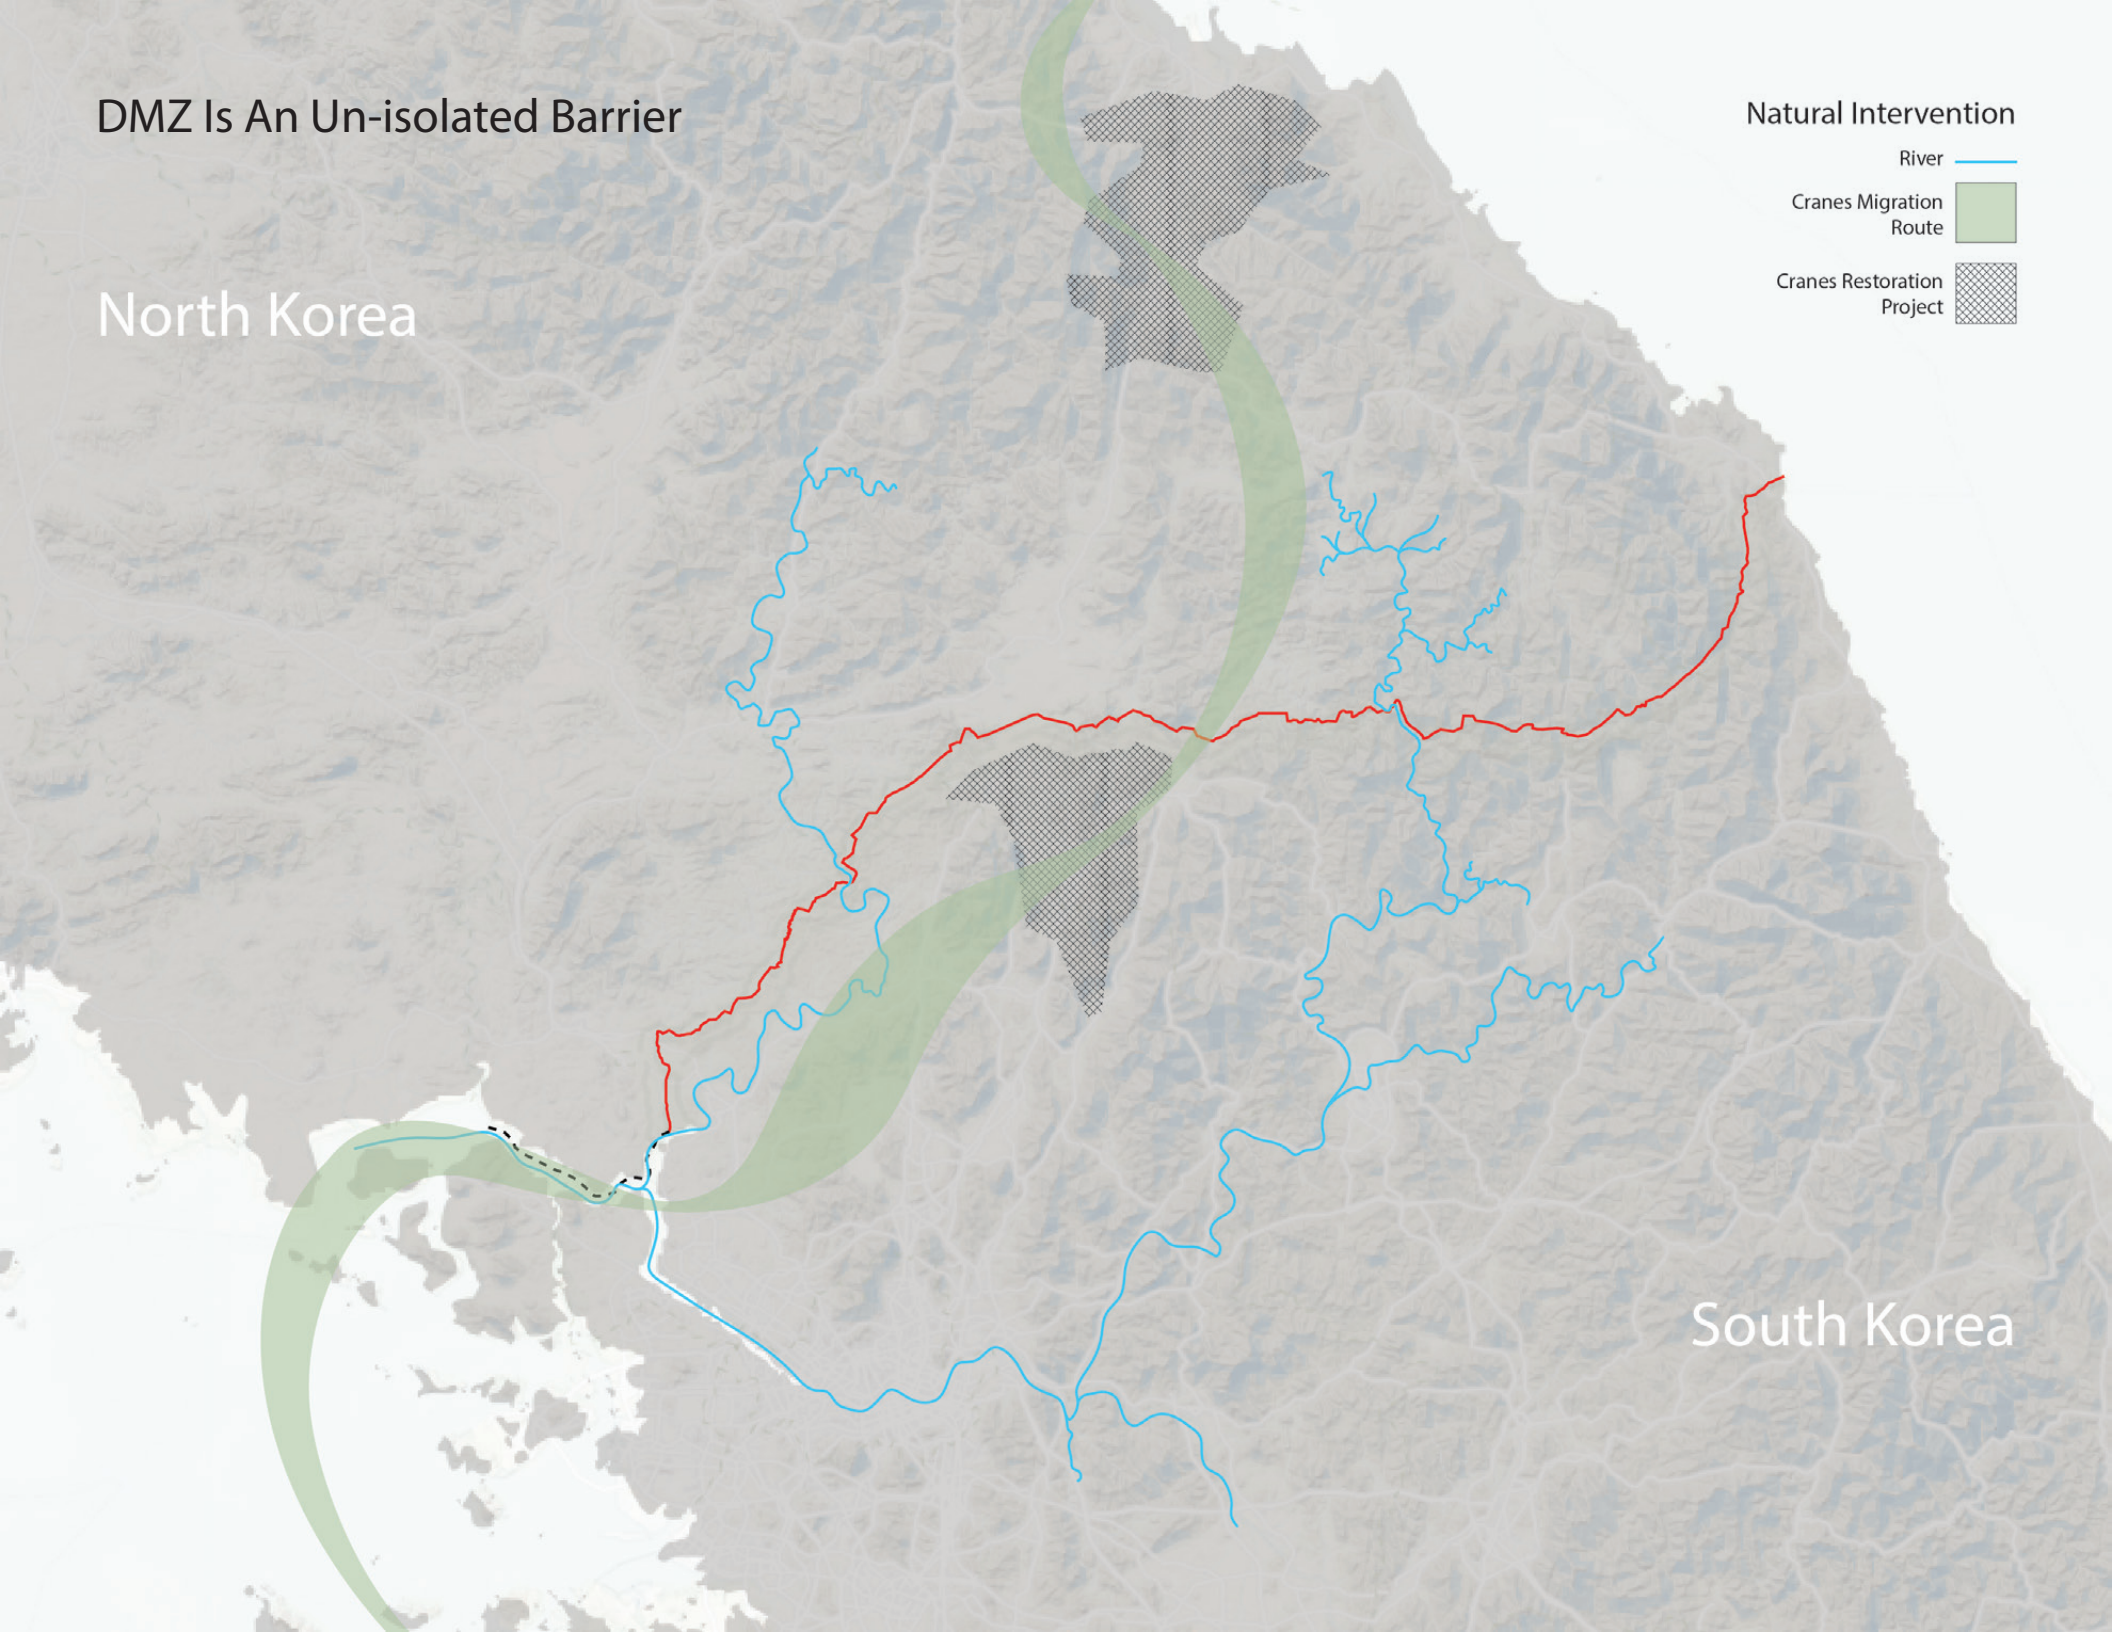 DMZ Is An Un-isolated Barrier
Natural Intervention
River
Cranes Migration
Route
Cranes Restoration
Project
North Korea
South Korea